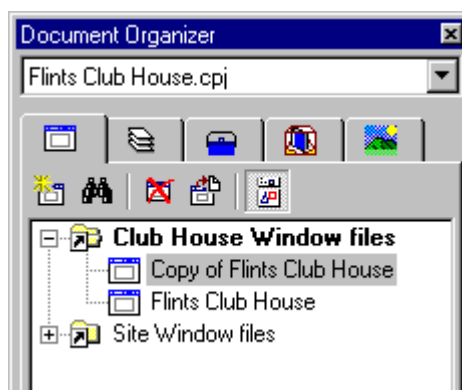 Document Organizer
Flints Club House.cpj
Club House Window files
Copy of Flints Club House
Flints Club House
Site Window files